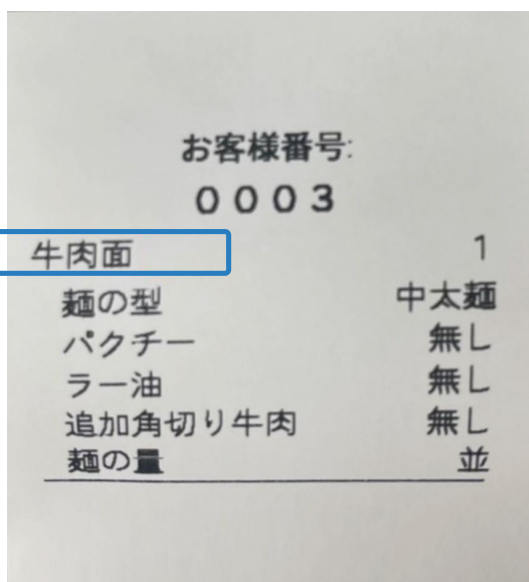 お客様番号:
0003
牛肉面 1
麺の型 中太麺
パクチー 無し
ラー油 無し
追加角切り牛肉 無し
麺の量 並